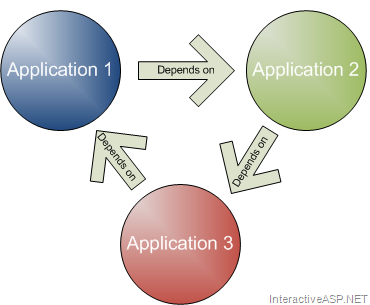 Application 1
Depends on
Application 2
Depends on
Depends on
Application 3
InteractiveASP.NET